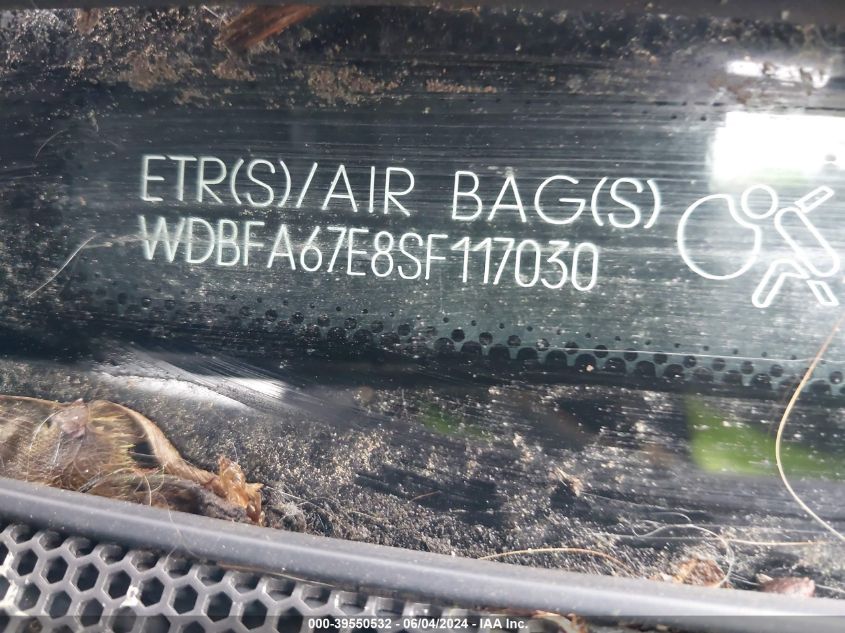 ETR(S)/AIR BAG(S)
WDBFA67E8SF117030
000-39550532 - 06/04/2024 - IAA Inc.